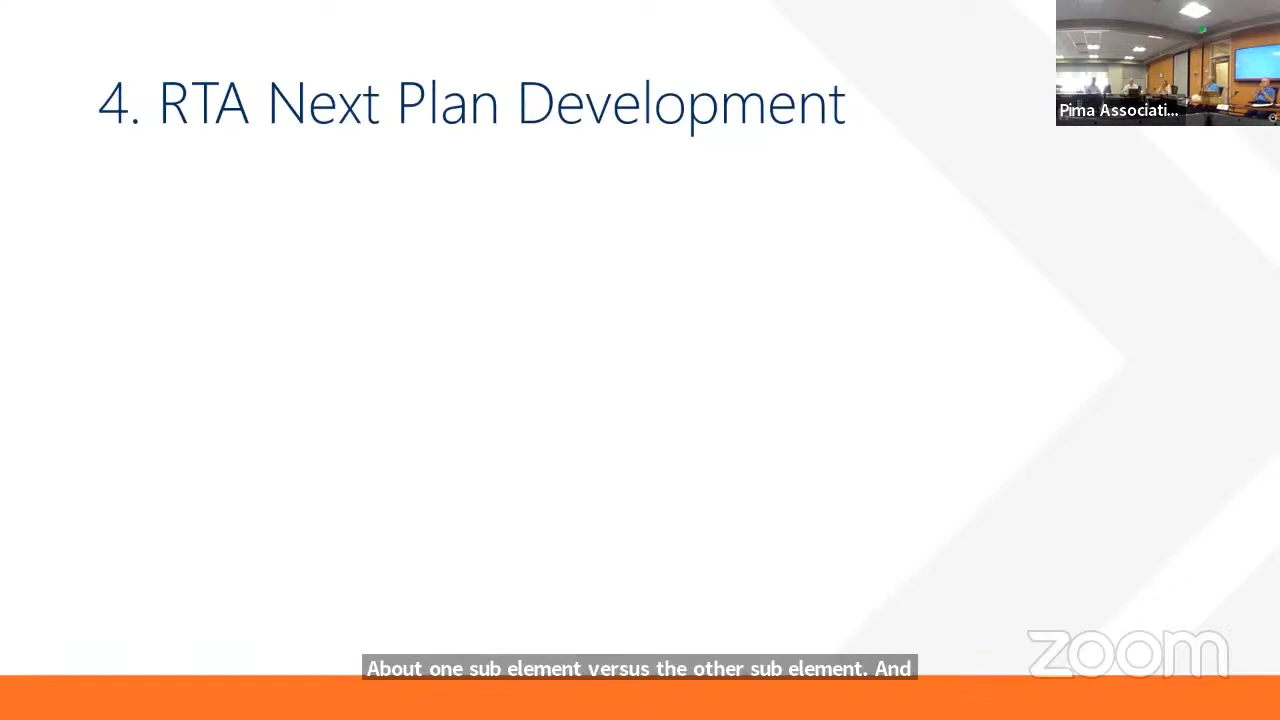 4. RTA Next Plan Development
Pima Associati...
zoom
About one sub element versus the other sub element. And